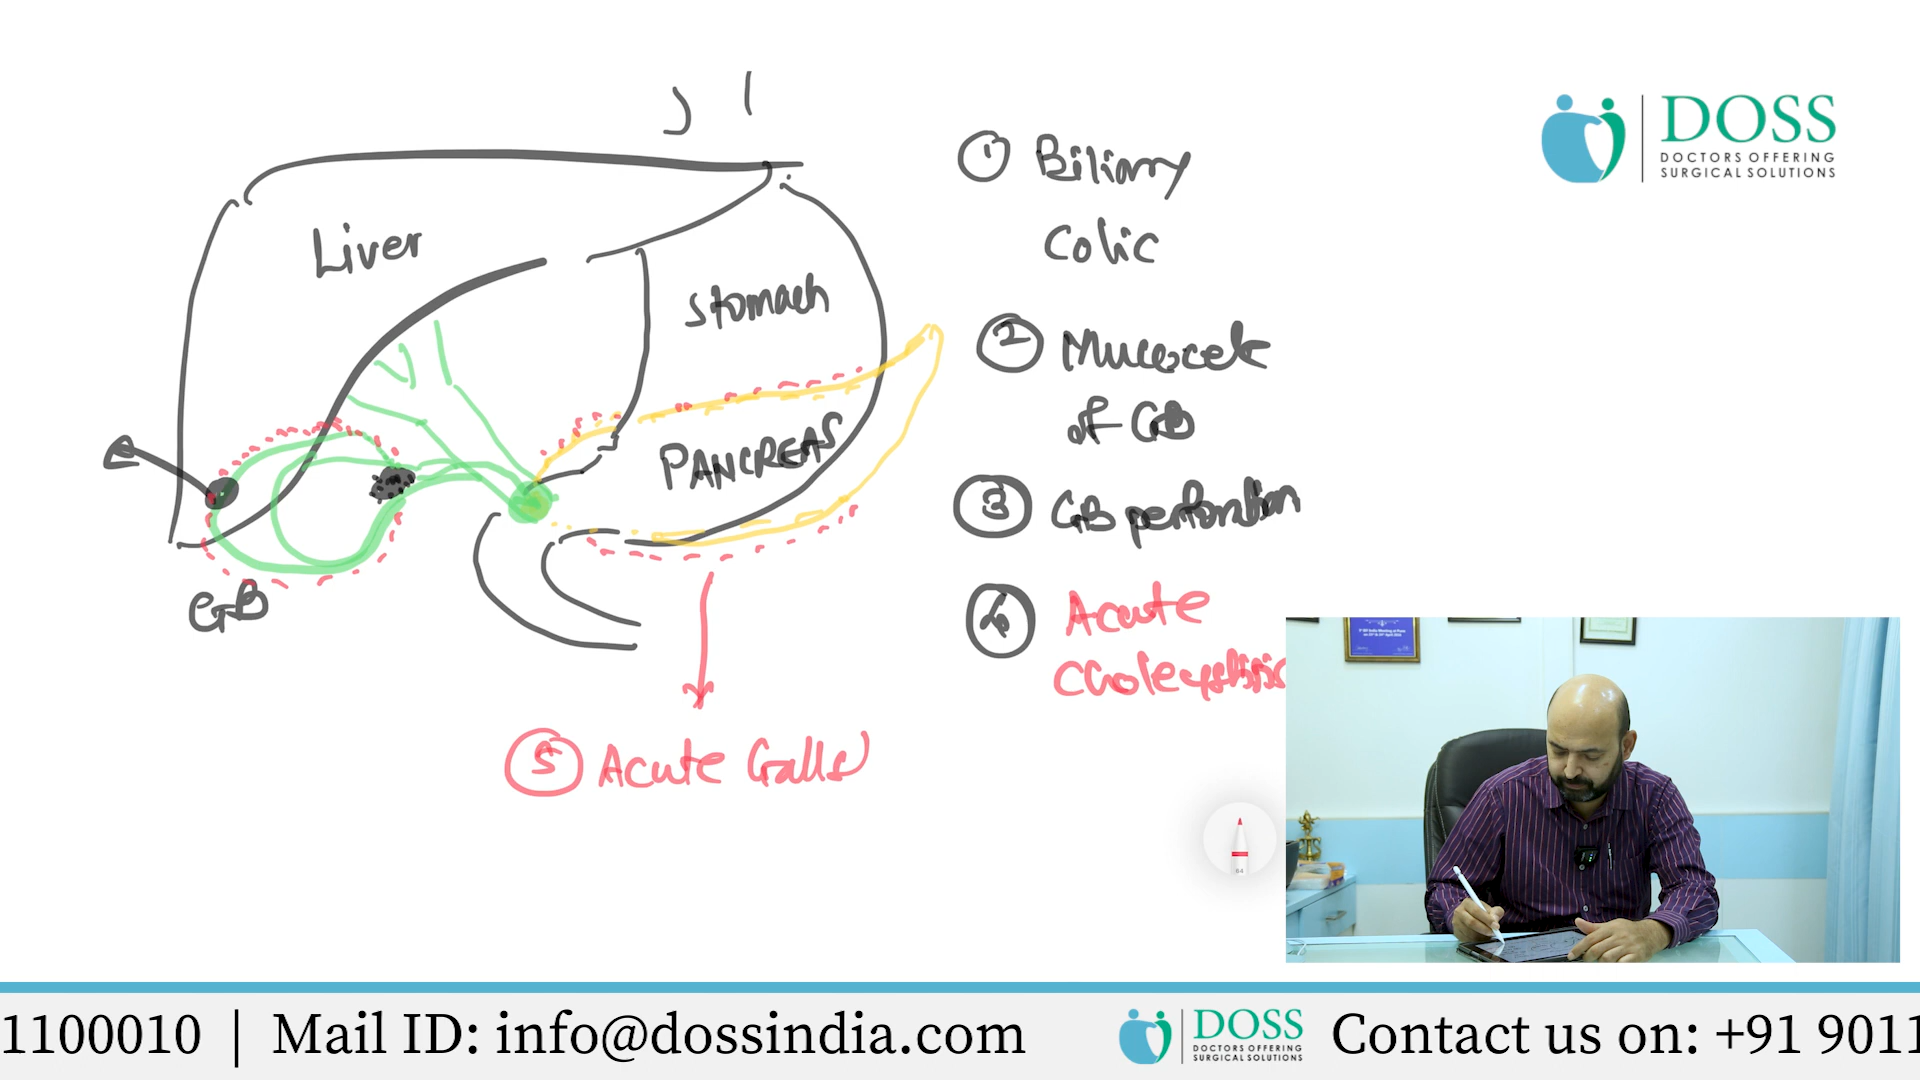 DOSS
DOCTORS OFFERING
SURGICAL SOLUTIONS
Liver
Stomach
PANCREAS
GB
1 Biliary
Colic
2 Mucocele
of GB
3 GB perforation
4 Acute
Cholecystitis
5 Acute Galls
1100010 | Mail ID: info@dossindia.com
DOSS
DOCTORS OFFERING
SURGICAL SOLUTIONS
Contact us on: +91 9011